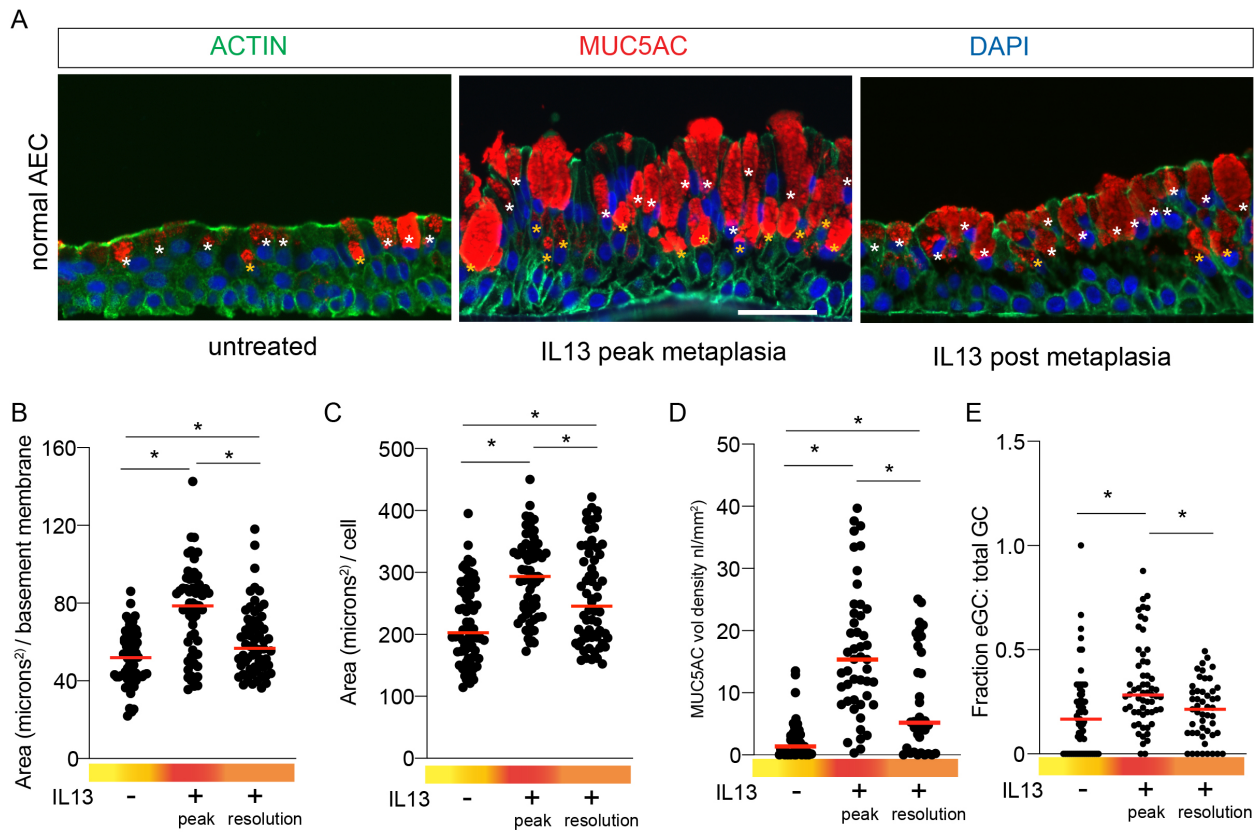 A
ACTIN MUC5AC DAPI
normal AEC
* * * * * * * *
* * * * * * * * * * * * * * * * * *
* * * * * * * * * * * * * * * *
untreated
IL13 peak metaplasia
IL13 post metaplasia
B
Area (microns²⁾ / basement membrane
160
120
80
40
0
*
* *
IL13 - + +
peak resolution
C
Area (microns²⁾ / cell
500
400
300
200
100
0
*
* *
IL13 - + +
peak resolution
D
MUC5AC vol density nl/mm²)
50
40
30
20
10
0
*
* *
IL13 - + +
peak resolution
E
Fraction eGC: total GC
1.5
1.0
0.5
0
* *
IL13 - + +
peak resolution